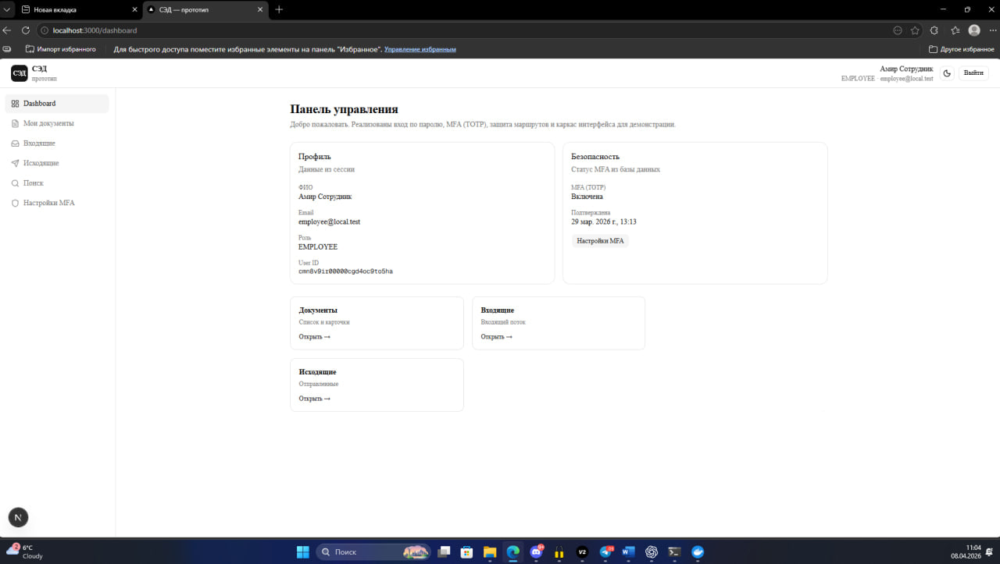 Новая вкладка
СЭД — прототип
localhost:3000/dashboard
Импорт избранного
Для быстрого доступа поместите избранные элементы на панель "Избранное". Управление избранным
Другое избранное
СЭД
СЭД
прототип
Амир Сотрудник
EMPLOYEE · employee@local.test
Выйти
Dashboard
Мои документы
Входящие
Исходящие
Поиск
Настройки MFA
Панель управления
Добро пожаловать. Реализованы вход по паролю, MFA (TOTP), защита маршрутов и каркас интерфейса для демонстрации.
Профиль
Данные из сессии
ФИО
Амир Сотрудник
Email
employee@local.test
Роль
EMPLOYEE
User ID
cmn8v9ir00000cgd4oc9to5ha
Безопасность
Статус MFA из базы данных
MFA (TOTP)
Включена
Подтверждена
29 мар. 2026 г., 13:13
Настройки MFA
Документы
Список и карточки
Открыть →
Входящие
Входящий поток
Открыть →
Исходящие
Отправленные
Открыть →
N
2
6°C
Cloudy
Поиск
V2
11:04
08.04.2026